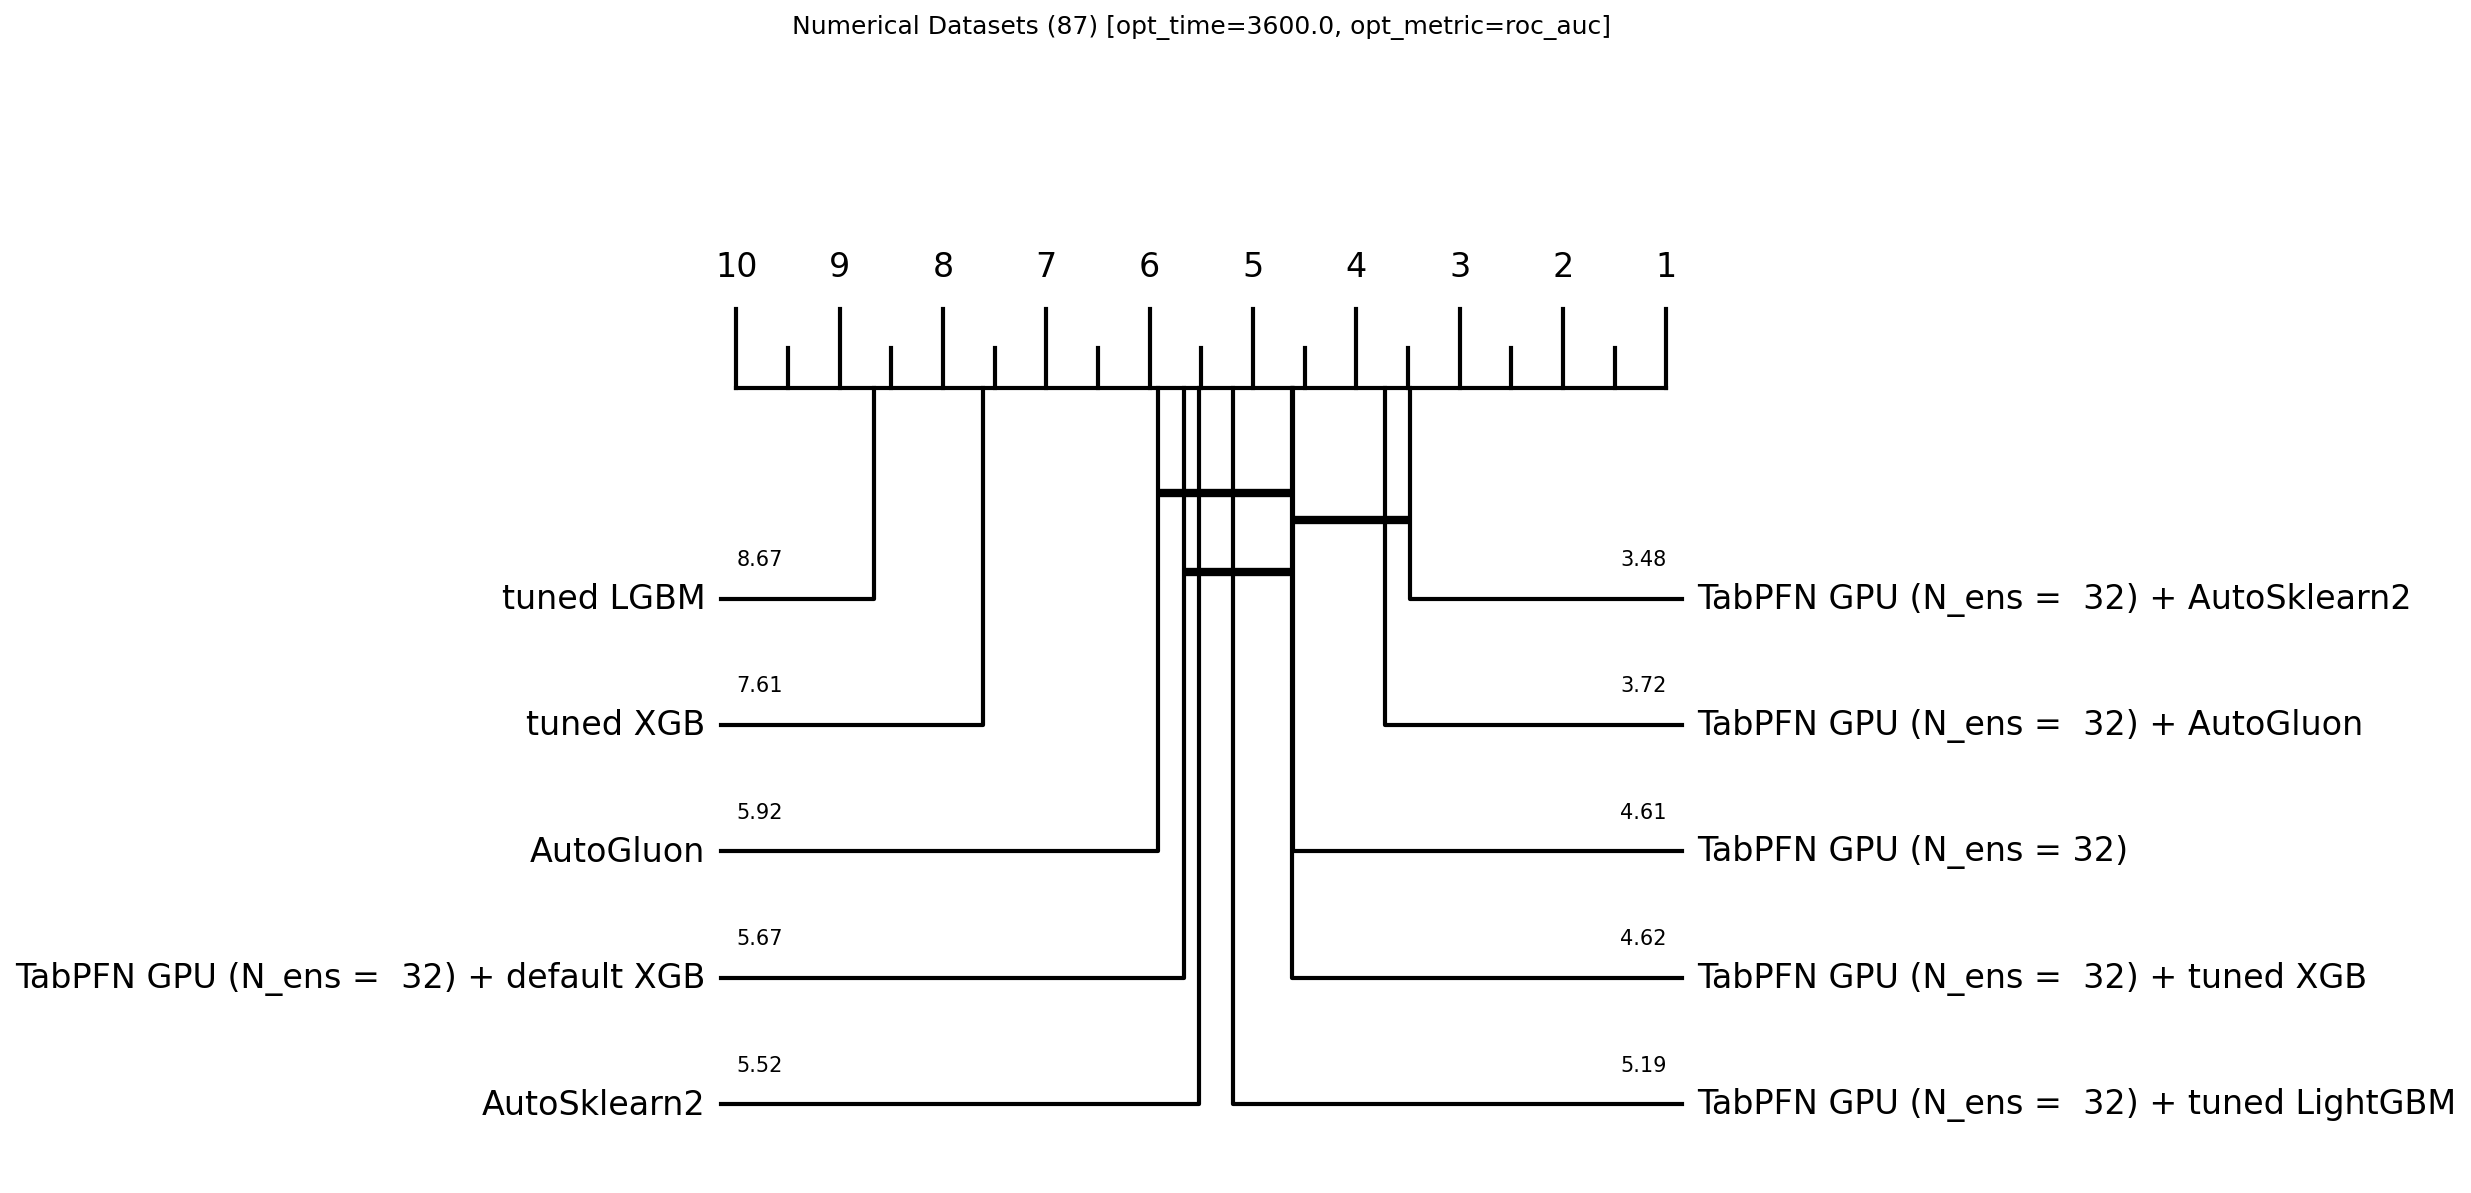 Numerical Datasets (87) [opt_time=3600.0, opt_metric=roc_auc]
10 9 8 7 6 5 4 3 2 1
8.67 3.48
tuned LGBM TabPFN GPU (N_ens =  32) + AutoSklearn2
7.61 3.72
tuned XGB TabPFN GPU (N_ens =  32) + AutoGluon
5.92 4.61
AutoGluon TabPFN GPU (N_ens = 32)
5.67 4.62
TabPFN GPU (N_ens =  32) + default XGB TabPFN GPU (N_ens =  32) + tuned XGB
5.52 5.19
AutoSklearn2 TabPFN GPU (N_ens =  32) + tuned LightGBM